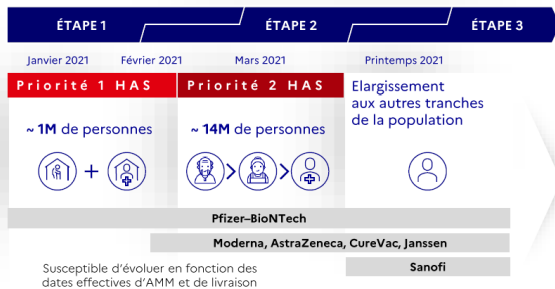 ÉTAPE 1
ÉTAPE 2
ÉTAPE 3
Janvier 2021
Février 2021
Mars 2021
Printemps 2021
Priorité 1 HAS
Priorité 2 HAS
Elargissement
aux autres tranches
de la population
~ 1M de personnes
~ 14M de personnes
+
>
>
Pfizer–BioNTech
Moderna, AstraZeneca, CureVac, Janssen
Sanofi
Susceptible d'évoluer en fonction des
dates effectives d'AMM et de livraison